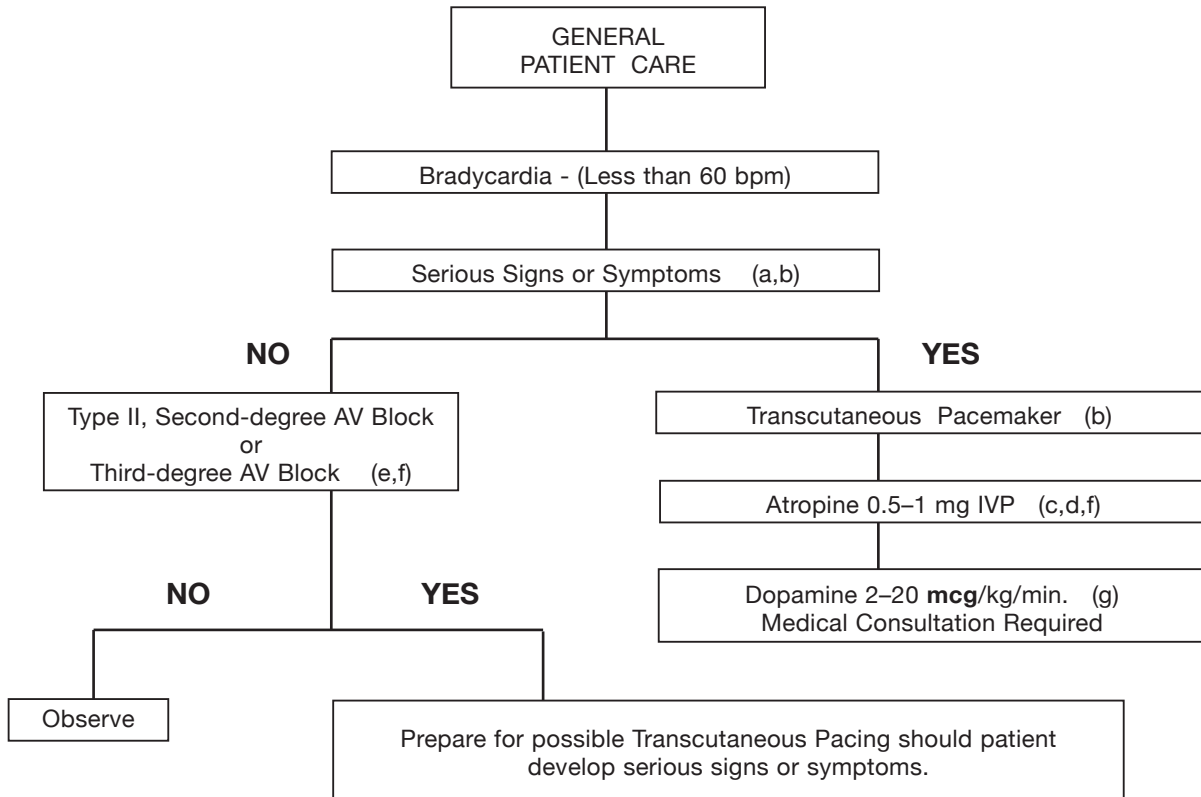 GENERAL
PATIENT CARE
Bradycardia - (Less than 60 bpm)
Serious Signs or Symptoms (a,b)
NO
YES
Type II, Second-degree AV Block
or
Third-degree AV Block (e,f)
Transcutaneous Pacemaker (b)
Atropine 0.5–1 mg IVP (c,d,f)
Dopamine 2–20 mcg/kg/min. (g)
Medical Consultation Required
NO
YES
Observe
Prepare for possible Transcutaneous Pacing should patient
develop serious signs or symptoms.